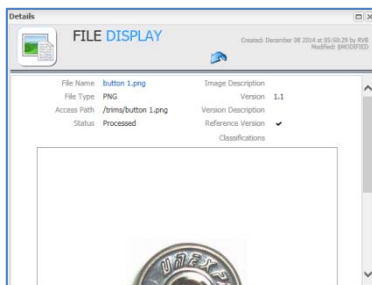 Details
FILE DISPLAY
Created: December 08 2014 at 05:50:29 by RVB
Modified: $MODIFIED
File Name button 1.png Image Description
File Type PNG Version 1.1
Access Path /trims/button 1.png Version Description
Status Processed Reference Version ✔
Classifications